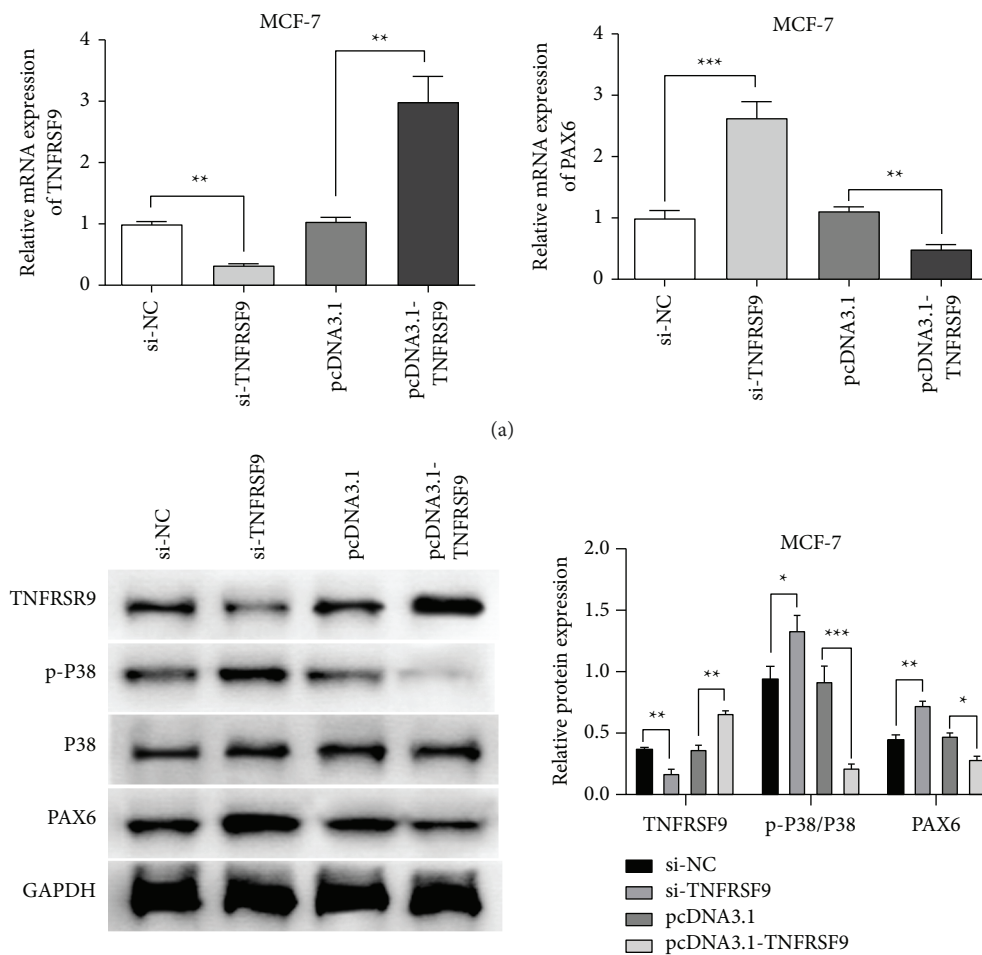 MCF-7
Relative mRNA expression
of TNFRSF9
4
3
2
1
0
**
**
si-NC
si-TNFRSF9
pcDNA3.1
pcDNA3.1-
TNFRSF9
MCF-7
Relative mRNA expression
of PAX6
4
3
2
1
0
***
**
si-NC
si-TNFRSF9
pcDNA3.1
pcDNA3.1-
TNFRSF9
(a)
si-NC
si-TNFRSF9
pcDNA3.1
pcDNA3.1-
TNFRSF9
TNFRSR9
p-P38
P38
PAX6
GAPDH
MCF-7
Relative protein expression
2.0
1.5
1.0
0.5
0.0
**
**
*
***
**
*
TNFRSF9
p-P38/P38
PAX6
si-NC
si-TNFRSF9
pcDNA3.1
pcDNA3.1-TNFRSF9